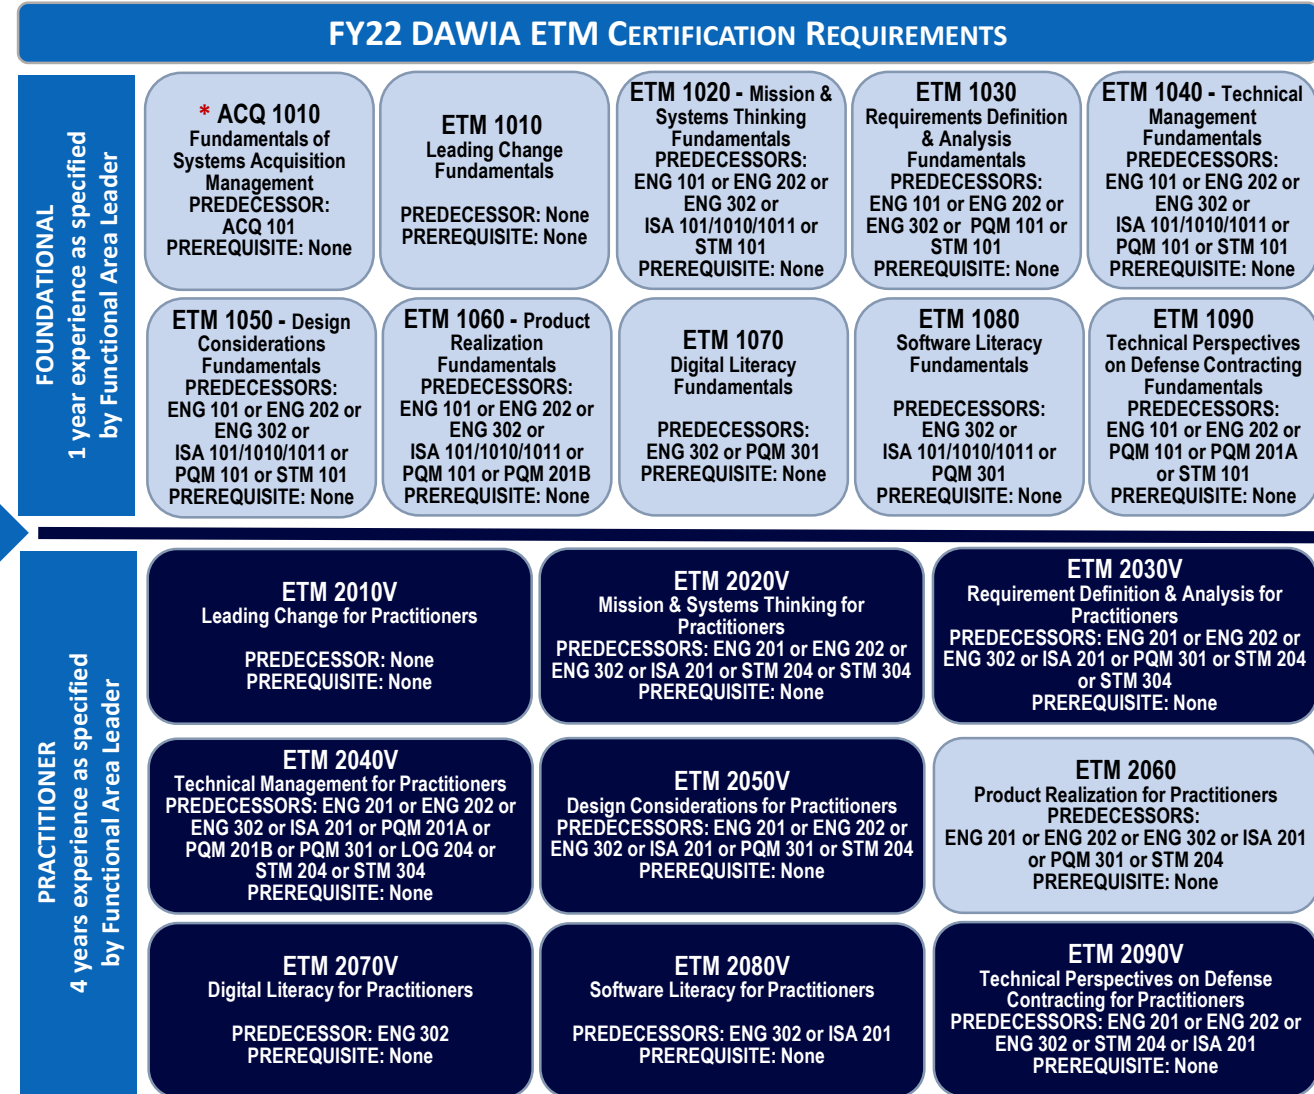 FY22 DAWIA ETM CERTIFICATION REQUIREMENTS
FOUNDATIONAL
1 year experience as specified
by Functional Area Leader
* ACQ 1010
Fundamentals of
Systems Acquisition
Management
PREDECESSOR:
ACQ 101
PREREQUISITE: None
ETM 1010
Leading Change
Fundamentals
PREDECESSOR: None
PREREQUISITE: None
ETM 1020 - Mission &
Systems Thinking
Fundamentals
PREDECESSORS:
ENG 101 or ENG 202 or
ENG 302 or
ISA 101/1010/1011 or
STM 101
PREREQUISITE: None
ETM 1030
Requirements Definition
& Analysis
Fundamentals
PREDECESSORS:
ENG 101 or ENG 202 or
ENG 302 or PQM 101 or
STM 101
PREREQUISITE: None
ETM 1040 - Technical
Management
Fundamentals
PREDECESSORS:
ENG 101 or ENG 202 or
ENG 302 or
ISA 101/1010/1011 or
PQM 101 or STM 101
PREREQUISITE: None
ETM 1050 - Design
Considerations
Fundamentals
PREDECESSORS:
ENG 101 or ENG 202 or
ENG 302 or
ISA 101/1010/1011 or
PQM 101 or STM 101
PREREQUISITE: None
ETM 1060 - Product
Realization
Fundamentals
PREDECESSORS:
ENG 101 or ENG 202 or
ENG 302 or
ISA 101/1010/1011 or
PQM 101 or PQM 201B
PREREQUISITE: None
ETM 1070
Digital Literacy
Fundamentals
PREDECESSORS:
ENG 302 or PQM 301
PREREQUISITE: None
ETM 1080
Software Literacy
Fundamentals
PREDECESSORS:
ENG 302 or
ISA 101/1010/1011 or
PQM 301
PREREQUISITE: None
ETM 1090
Technical Perspectives
on Defense Contracting
Fundamentals
PREDECESSORS:
ENG 101 or ENG 202 or
PQM 101 or PQM 201A
or STM 101
PREREQUISITE: None
PRACTITIONER
4 years experience as specified
by Functional Area Leader
ETM 2010V
Leading Change for Practitioners
PREDECESSOR: None
PREREQUISITE: None
ETM 2020V
Mission & Systems Thinking for
Practitioners
PREDECESSORS: ENG 201 or ENG 202 or
ENG 302 or ISA 201 or STM 204 or STM 304
PREREQUISITE: None
ETM 2030V
Requirement Definition & Analysis for
Practitioners
PREDECESSORS: ENG 201 or ENG 202 or
ENG 302 or ISA 201 or PQM 301 or STM 204
or STM 304
PREREQUISITE: None
ETM 2040V
Technical Management for Practitioners
PREDECESSORS: ENG 201 or ENG 202 or
ENG 302 or ISA 201 or PQM 201A or
PQM 201B or PQM 301 or LOG 204 or
STM 204 or STM 304
PREREQUISITE: None
ETM 2050V
Design Considerations for Practitioners
PREDECESSORS: ENG 201 or ENG 202 or
ENG 302 or ISA 201 or PQM 301 or STM 204
PREREQUISITE: None
ETM 2060
Product Realization for Practitioners
PREDECESSORS:
ENG 201 or ENG 202 or ENG 302 or ISA 201
or PQM 301 or STM 204
PREREQUISITE: None
ETM 2070V
Digital Literacy for Practitioners
PREDECESSOR: ENG 302
PREREQUISITE: None
ETM 2080V
Software Literacy for Practitioners
PREDECESSORS: ENG 302 or ISA 201
PREREQUISITE: None
ETM 2090V
Technical Perspectives on Defense
Contracting for Practitioners
PREDECESSORS: ENG 201 or ENG 202 or
ENG 302 or STM 204 or ISA 201
PREREQUISITE: None